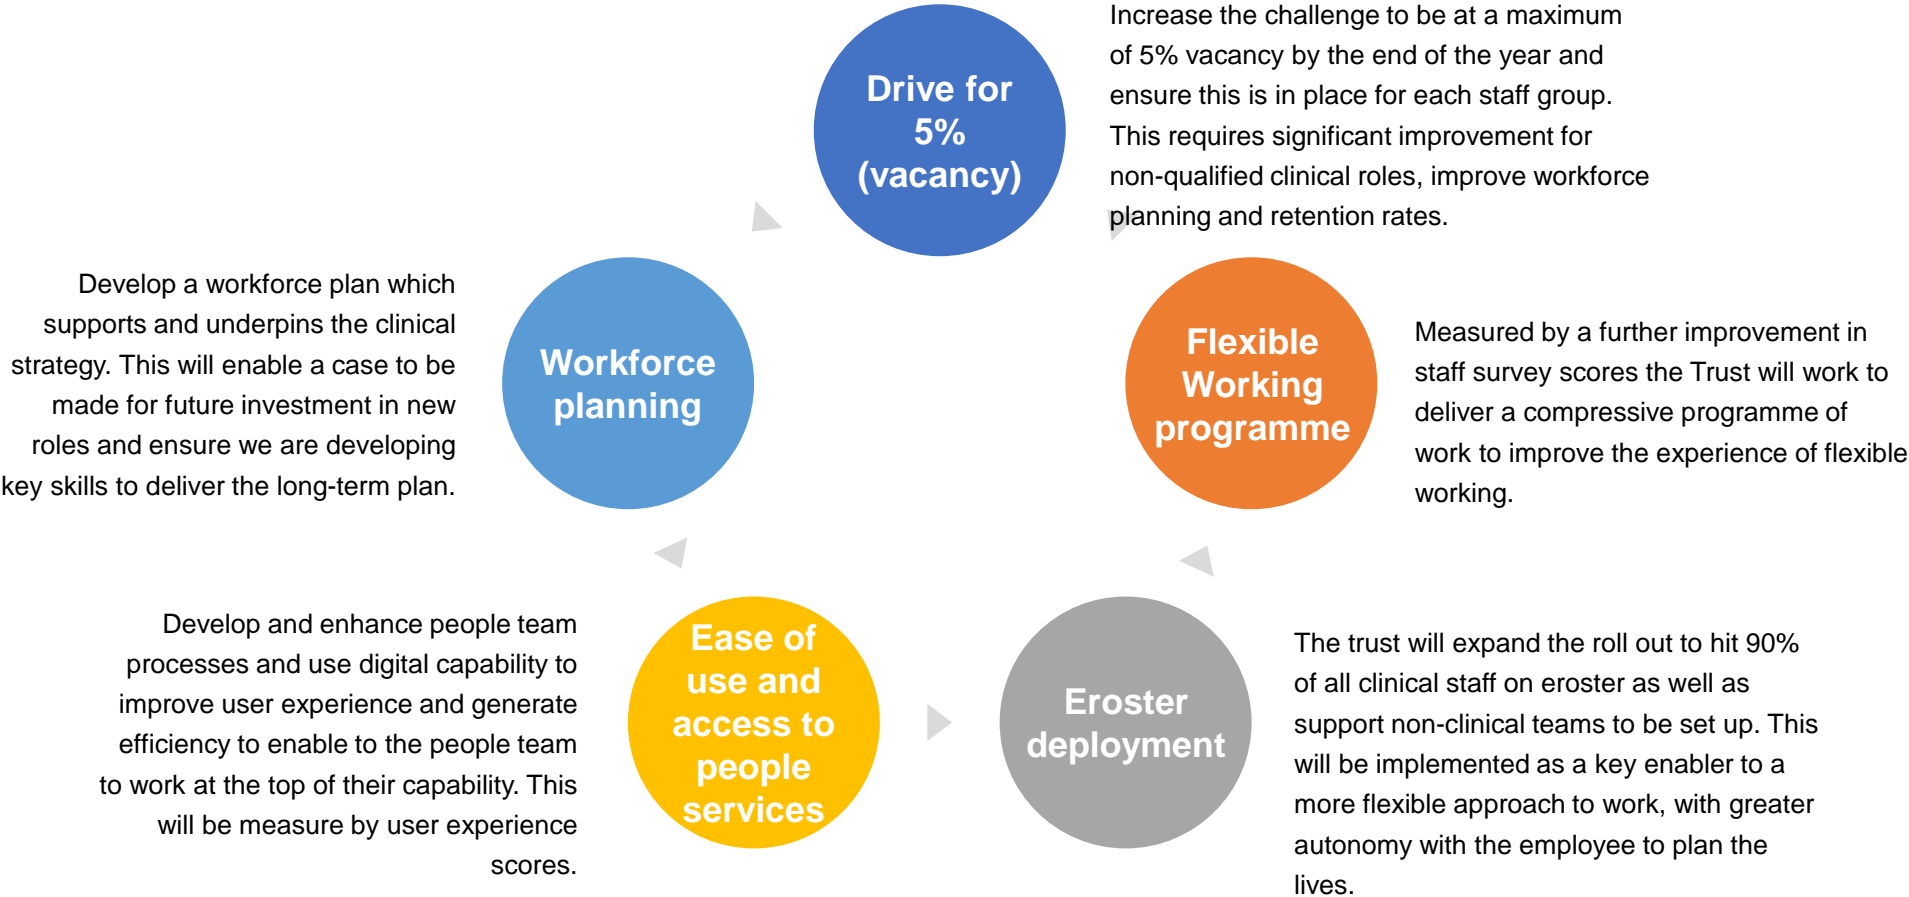 Drive for
5%
(vacancy)
Increase the challenge to be at a maximum
of 5% vacancy by the end of the year and
ensure this is in place for each staff group.
This requires significant improvement for
non-qualified clinical roles, improve workforce
planning and retention rates.
Flexible
Working
programme
Measured by a further improvement in
staff survey scores the Trust will work to
deliver a compressive programme of
work to improve the experience of flexible
working.
Eroster
deployment
The trust will expand the roll out to hit 90%
of all clinical staff on eroster as well as
support non-clinical teams to be set up. This
will be implemented as a key enabler to a
more flexible approach to work, with greater
autonomy with the employee to plan the
lives.
Ease of
use and
access to
people
services
Develop and enhance people team
processes and use digital capability to
improve user experience and generate
efficiency to enable to the people team
to work at the top of their capability. This
will be measure by user experience
scores.
Workforce
planning
Develop a workforce plan which
supports and underpins the clinical
strategy. This will enable a case to be
made for future investment in new
roles and ensure we are developing
key skills to deliver the long-term plan.